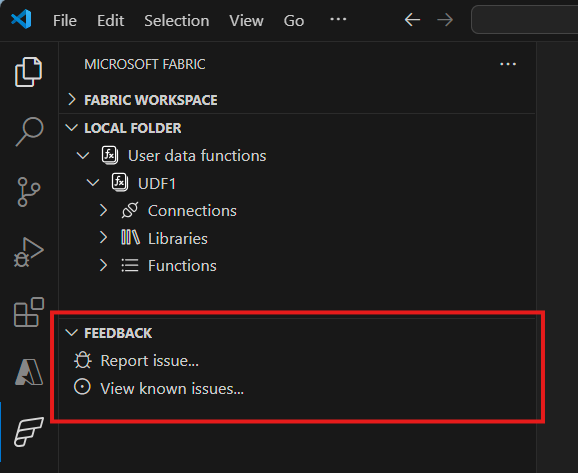 File Edit Selection View Go ···
MICROSOFT FABRIC ···
FABRIC WORKSPACE
LOCAL FOLDER
User data functions
UDF1
Connections
Libraries
Functions
FEEDBACK
Report issue...
View known issues...